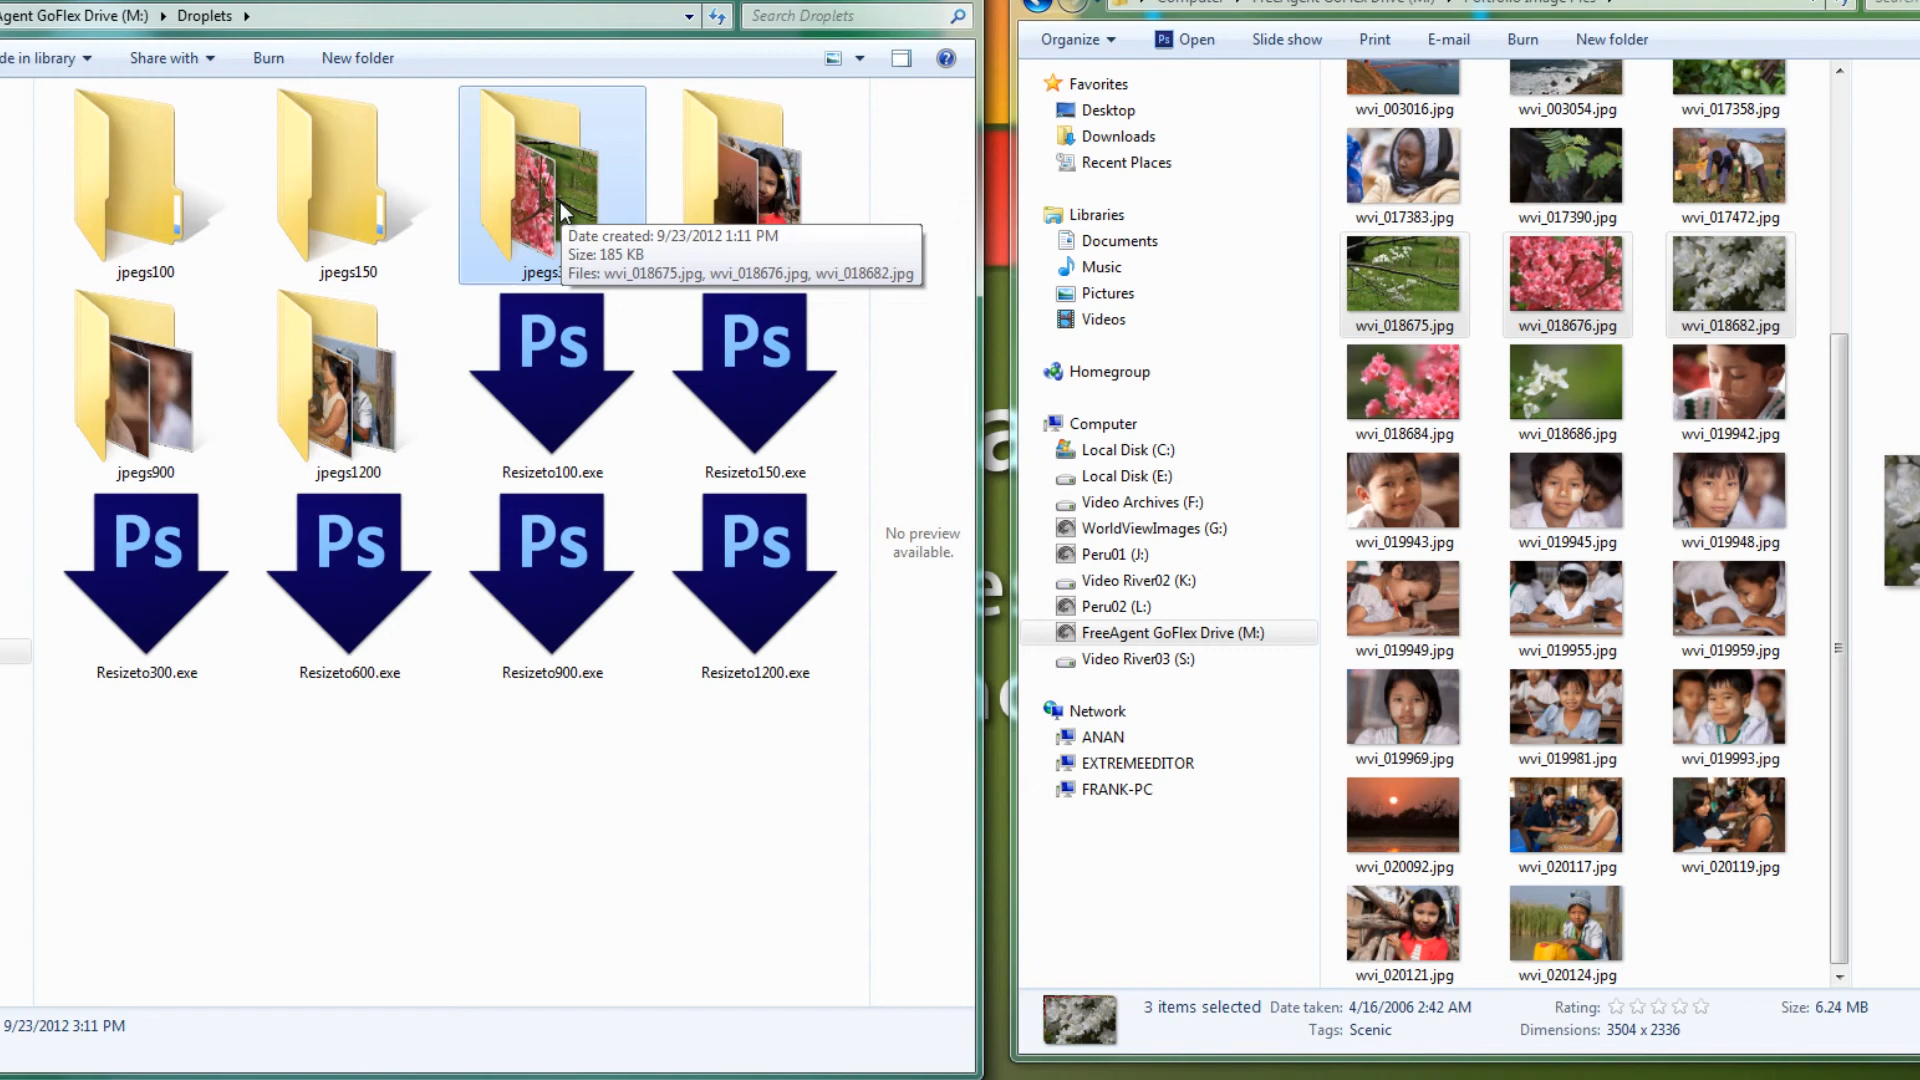 Agent GoFlex Drive (M:) Droplets Search Droplets
de in library Share with Burn New folder
jpegs100 jpegs150
Date created: 9/23/2012 1:11 PM
Size: 185 KB
Files: wvi_018675.jpg, wvi_018676.jpg, wvi_018682.jpg
Ps Ps
jpegs900 jpegs1200 Resizeto100.exe Resizeto150.exe
Ps Ps Ps Ps
Resizeto300.exe Resizeto600.exe Resizeto900.exe Resizeto1200.exe
No preview
available.
9/23/2012 3:11 PM
Organize Ps Open Slide show Print E-mail Burn New folder
Favorites
Desktop
Downloads
Recent Places
Libraries
Documents
Music
Pictures
Videos
Homegroup
Computer
Local Disk (C:)
Local Disk (E:)
Video Archives (F:)
WorldViewImages (G:)
Peru01 (J:)
Video River02 (K:)
Peru02 (L:)
FreeAgent GoFlex Drive (M:)
Video River03 (S:)
Network
ANAN
EXTREMEEDITOR
FRANK-PC
wvi_003016.jpg wvi_003054.jpg wvi_017358.jpg
wvi_017383.jpg wvi_017390.jpg wvi_017472.jpg
wvi_018675.jpg wvi_018676.jpg wvi_018682.jpg
wvi_018684.jpg wvi_018686.jpg wvi_019942.jpg
wvi_019943.jpg wvi_019945.jpg wvi_019948.jpg
wvi_019949.jpg wvi_019955.jpg wvi_019959.jpg
wvi_019969.jpg wvi_019981.jpg wvi_019993.jpg
wvi_020092.jpg wvi_020117.jpg wvi_020119.jpg
wvi_020121.jpg wvi_020124.jpg
3 items selected Date taken: 4/16/2006 2:42 AM Rating: Size: 6.24 MB
Tags: Scenic Dimensions: 3504 x 2336